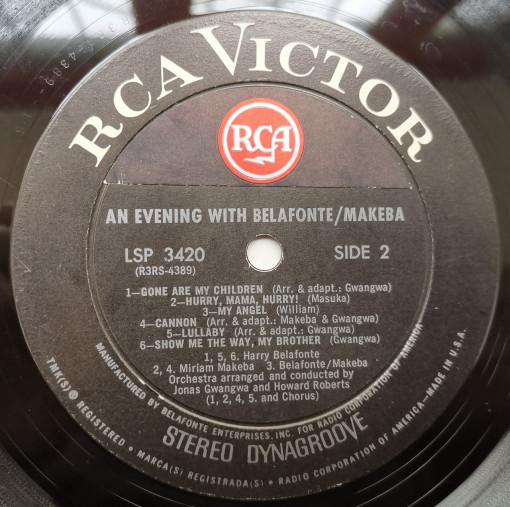 RCA VICTOR
RCA
AN EVENING WITH BELAFONTE/MAKEBA
LSP 3420
(R3RS-4389)
SIDE 2
1—GONE ARE MY CHILDREN (Arr. & adapt.: Gwangwa)
2—HURRY, MAMA, HURRY! (Masuka)
3—MY ANGEL (William)
4—CANNON (Arr. & adapt.: Makeba & Gwangwa)
5—LULLABY (Arr. & adapt.: Gwangwa)
6—SHOW ME THE WAY, MY BROTHER (Gwangwa)
1, 5, 6. Harry Belafonte
2, 4. Miriam Makeba 3. Belafonte/Makeba
Orchestra arranged and conducted by
Jonas Gwangwa and Howard Roberts
(1, 2, 4, 5. and Chorus)
MANUFACTURED BY BELAFONTE ENTERPRISES, INC. FOR RADIO CORPORATION OF AMERICA
STEREO DYNAGROOVE
TMK(S) ® REGISTERED • MARCA(S) REGISTRADA(S) • RADIO CORPORATION OF AMERICA—MADE IN U.S.A.